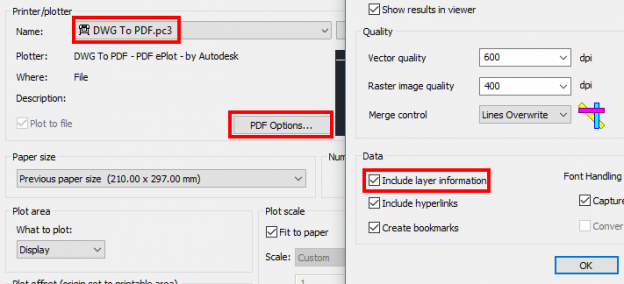 Printer/plotter
Name:
DWG To PDF.pc3
Plotter:
DWG To PDF - PDF ePlot - by Autodesk
Where:
File
Description:
Plot to file
PDF Options...
Paper size
Previous paper size (210.00 x 297.00 mm)
Plot area
What to plot:
Display
Plot scale
Fit to paper
Scale:
Custom
Plot offset (origin set to printable area)
Show results in viewer
Quality
Vector quality
600
dpi
Raster image quality
400
dpi
Merge control
Lines Overwrite
Data
Include layer information
Include hyperlinks
Create bookmarks
Font Handling
Capture
OK